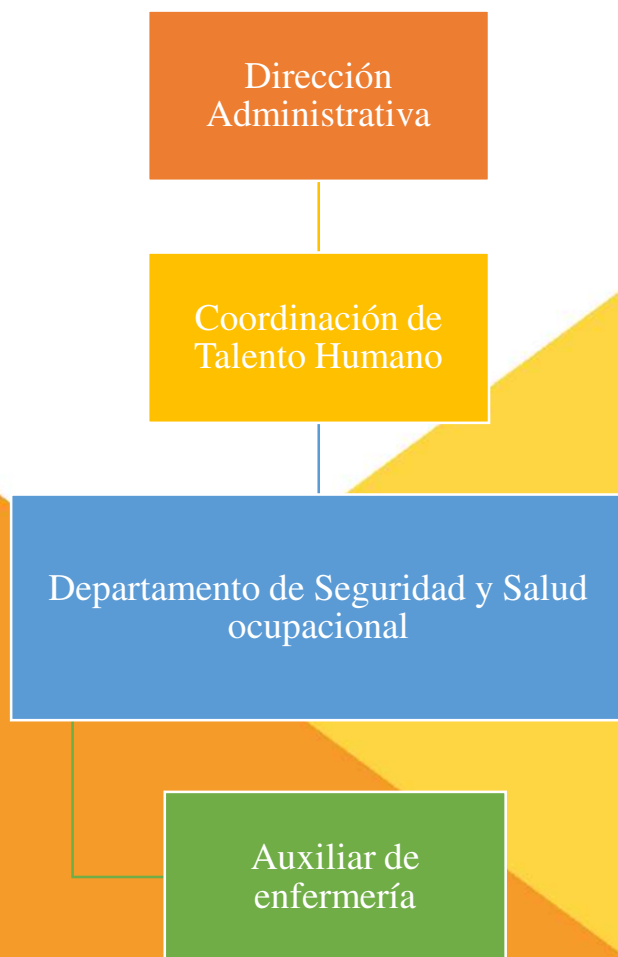 Dirección
Administrativa
Coordinación de
Talento Humano
Departamento de Seguridad y Salud
ocupacional
Auxiliar de
enfermería